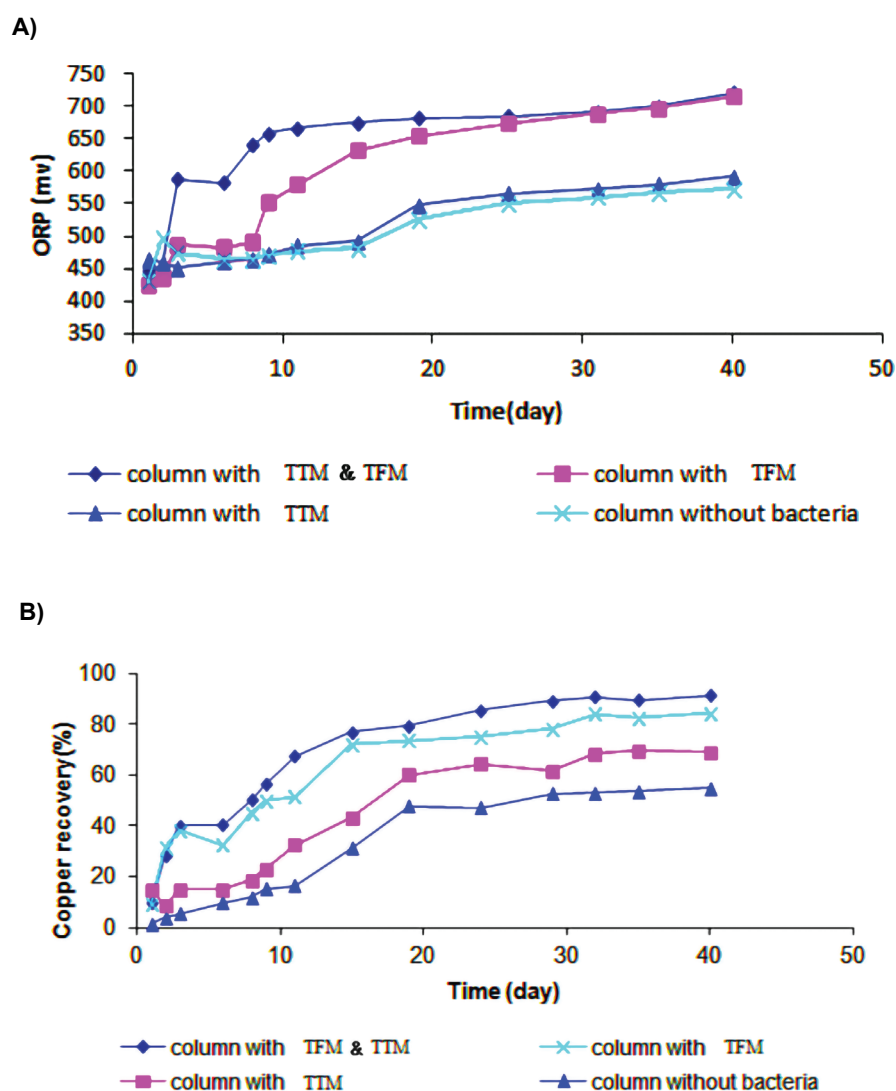 A)
750
700
650
600
550
500
450
400
350
ORP (mv)
0 10 20 30 40 50
Time(day)
column with TTM & TFM column with TFM
column with TTM column without bacteria
B)
100
80
60
40
20
0
Copper recovery(%)
0 10 20 30 40 50
Time (day)
column with TFM & TTM column with TFM
column with TTM column without bacteria